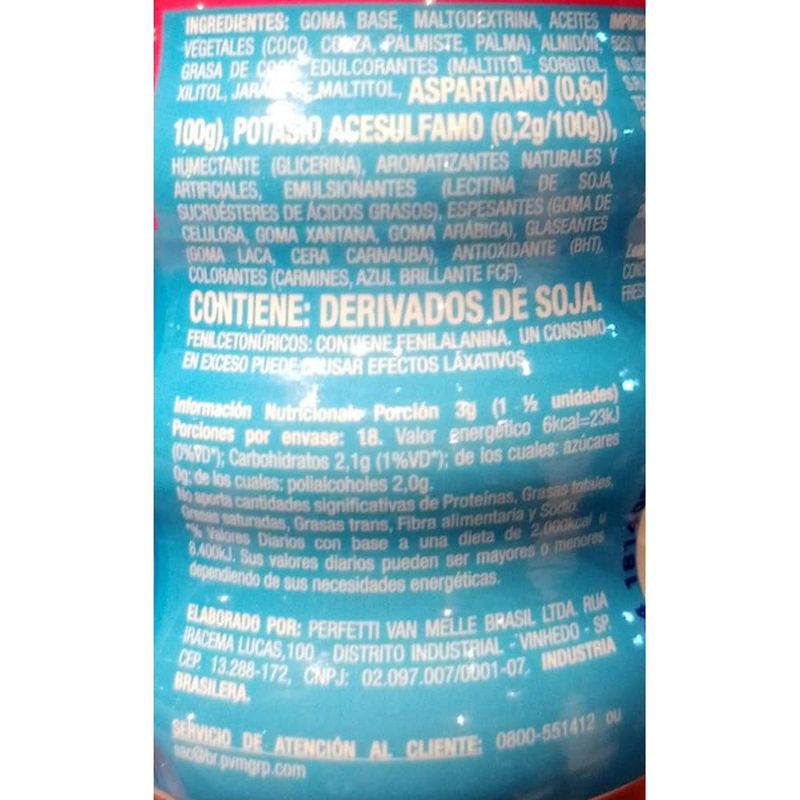 INGREDIENTES: GOMA BASE, MALTODEXTRINA, ACEITES
VEGETALES (COCO, COLZA, PALMISTE, PALMA), ALMIDÓN,
GRASA DE COCO, EDULCORANTES (MALTITOL, SORBITOL,
XILITOL, JARABE DE MALTITOL, ASPARTAMO (0,6g/
100g), POTASIO ACESULFAMO (0,2g/100g)),
HUMECTANTE (GLICERINA), AROMATIZANTES NATURALES Y
ARTIFICIALES, EMULSIONANTES (LECITINA DE SOJA,
SUCROÉSTERES DE ÁCIDOS GRASOS), ESPESANTES (GOMA DE
CELULOSA, GOMA XANTANA, GOMA ARÁBIGA), GLASEANTES
(GOMA LACA, CERA CARNAUBA), ANTIOXIDANTE (BHT),
COLORANTES (CARMINES, AZUL BRILLANTE FCF).
CONTIENE: DERIVADOS DE SOJA.
FENILCETONÚRICOS: CONTIENE FENILALANINA. UN CONSUMO
EN EXCESO PUEDE CAUSAR EFECTOS LÁXATIVOS
Información Nutricional: Porción 3g (1 ½ unidades)
Porciones por envase: 18. Valor energético 6kcal=23kJ
(0%VD*); Carbohidratos 2,1g (1%VD*); de los cuales: azúcares
0g; de los cuales: polialcoholes 2,0g.
No aporta cantidades significativas de Proteínas, Grasas totales,
Grasas saturadas, Grasas trans, Fibra alimentaria y Sodio.
*% Valores Diarios con base a una dieta de 2.000kcal u
8.400kJ. Sus valores diarios pueden ser mayores o menores
dependiendo de sus necesidades energéticas.
ELABORADO POR: PERFETTI VAN MELLE BRASIL LTDA. RUA
IRACEMA LUCAS,100 - DISTRITO INDUSTRIAL - VINHEDO - SP.
CEP. 13.288-172, CNPJ: 02.097.007/0001-07. INDUSTRIA
BRASILERA.
SERVICIO DE ATENCIÓN AL CLIENTE: 0800-551412 ou
sac@br.pvmgrp.com